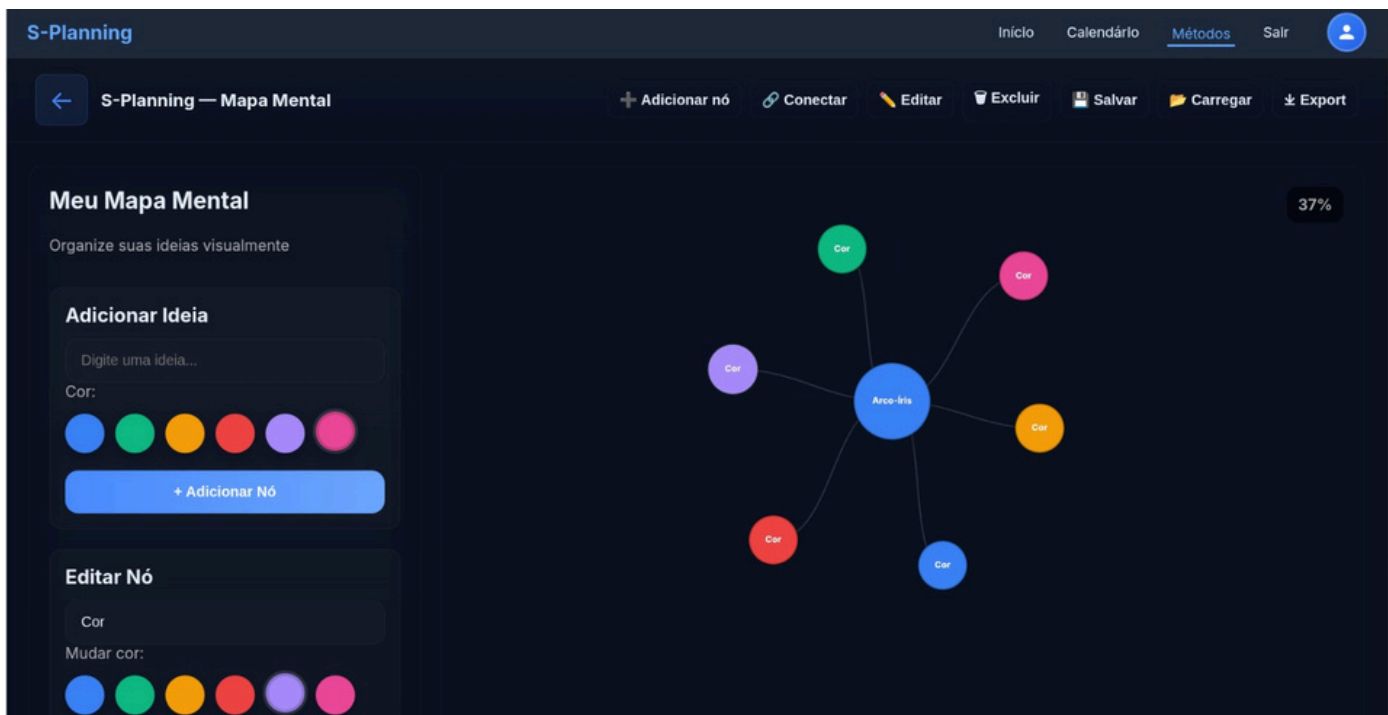 S-Planning
Início Calendário Métodos Sair
S-Planning — Mapa Mental
Adicionar nó Conectar Editar Excluir Salvar Carregar Export
Meu Mapa Mental
Organize suas ideias visualmente
Adicionar Ideia
Digite uma ideia...
Cor:
+ Adicionar Nó
Editar Nó
Cor
Mudar cor:
37%
Cor
Cor
Cor
Arco-Íris
Cor
Cor
Cor